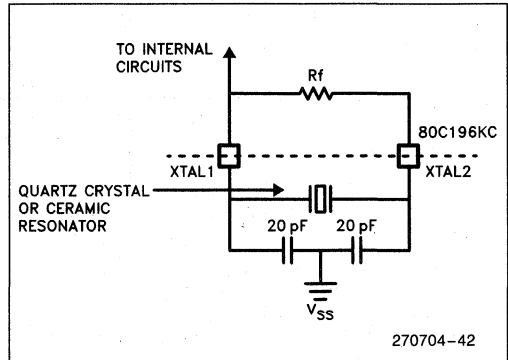 TO INTERNAL
CIRCUITS
Rf
80C196KC
XTAL1
XTAL2
QUARTZ CRYSTAL
OR CERAMIC
RESONATOR
20 pF
20 pF
VSS
270704-42